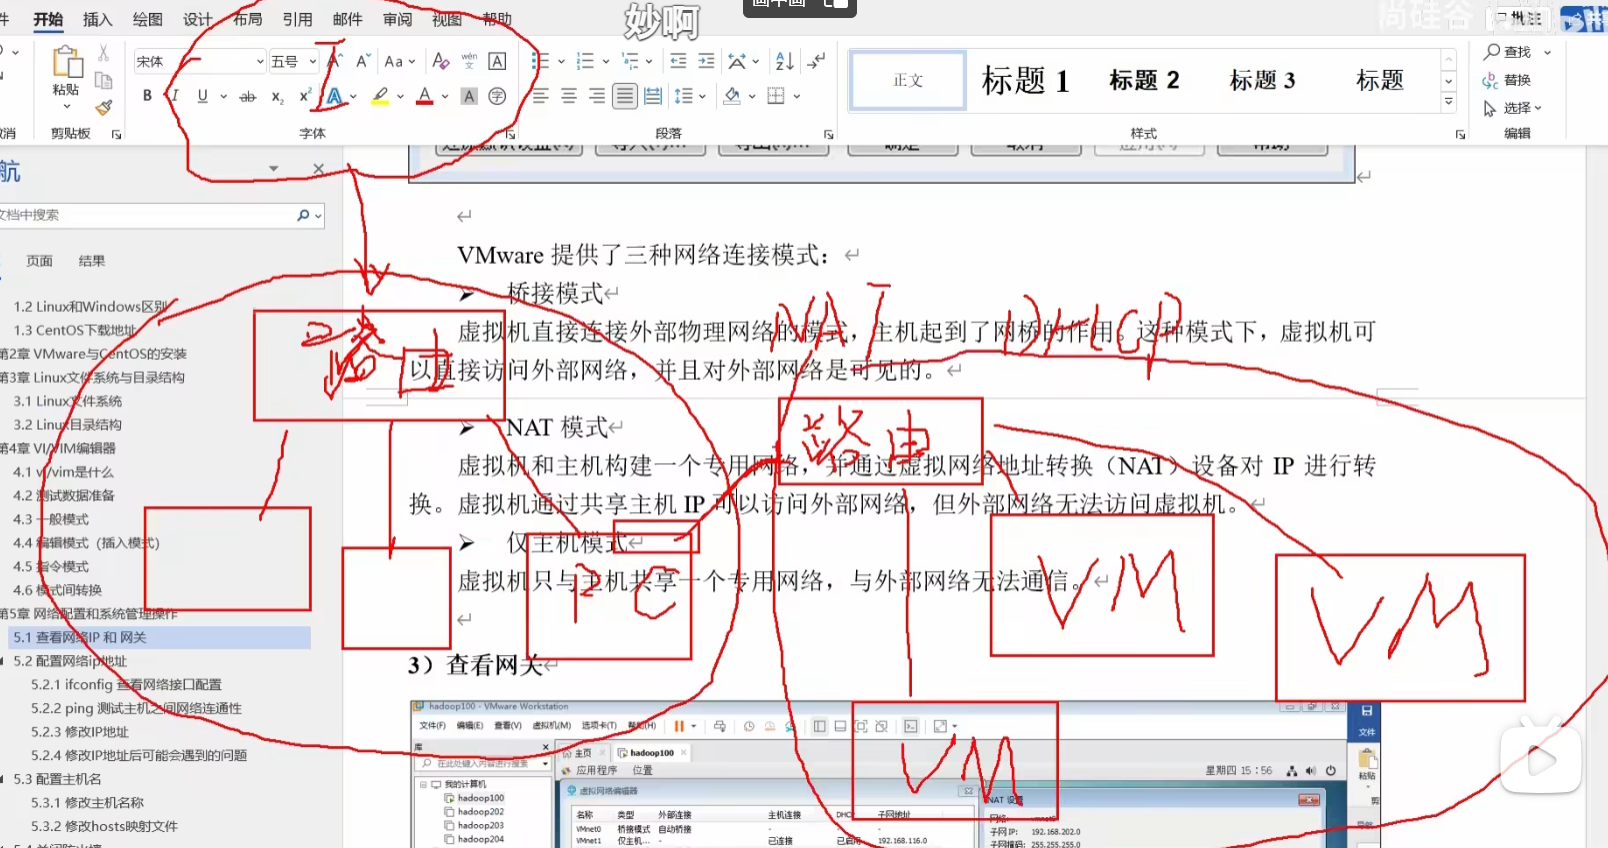 开始 插入 绘图 设计 布局 引用 邮件 审阅 视图 帮助
妙啊
画中画
尚硅谷
批注
宋体 五号
粘贴
剪贴板
字体
段落
正文 标题 1 标题 2 标题 3 标题
样式
查找
替换
选择
编辑
航
文档中搜索
页面 结果
1.2 Linux和Windows区别
1.3 CentOS下载地址
第2章 VMware与CentOS的安装
第3章 Linux文件系统与目录结构
3.1 Linux文件系统
3.2 Linux目录结构
第4章 VI/VIM编辑器
4.1 vi/vim是什么
4.2 测试数据准备
4.3 一般模式
4.4 编辑模式（插入模式）
4.5 指令模式
4.6 模式间转换
第5章 网络配置和系统管理操作
5.1 查看网络IP 和 网关
5.2 配置网络ip地址
5.2.1 ifconfig 查看网络接口配置
5.2.2 ping 测试主机之间网络连通性
5.2.3 修改IP地址
5.2.4 修改IP地址后可能会遇到的问题
5.3 配置主机名
5.3.1 修改主机名称
5.3.2 修改hosts映射文件
VMware 提供了三种网络连接模式：
桥接模式
虚拟机直接连接外部物理网络的模式，主机起到了网桥的作用。这种模式下，虚拟机可
以直接访问外部网络，并且对外部网络是可见的。
NAT 模式
虚拟机和主机构建一个专用网络，并通过虚拟网络地址转换（NAT）设备对 IP 进行转
换。虚拟机通过共享主机 IP 可以访问外部网络，但外部网络无法访问虚拟机。
仅主机模式
虚拟机只与主机共享一个专用网络，与外部网络无法通信。
3）查看网关
路由
NAT DHCP
路由
PC
VM
VM
VM
hadoop100 - VMware Workstation
文件(F) 编辑(E) 查看(V) 虚拟机(M) 选项卡(T) 帮助(H)
库
在此处键入内容进行搜索
主页 hadoop100
我的计算机
hadoop100
hadoop202
hadoop203
hadoop204
应用程序 位置
星期四 15：56
虚拟网络编辑器
名称 类型 外部连接 主机连接 DHCP 子网地址
VMnet0 桥接模式 自动桥接 - - -
VMnet1 仅主机... - 已连接 已启用 192.168.116.0
NAT 设置
网络: vmnet8
子网 IP: 192.168.202.0
子网掩码: 255.255.255.0
文件
粘贴